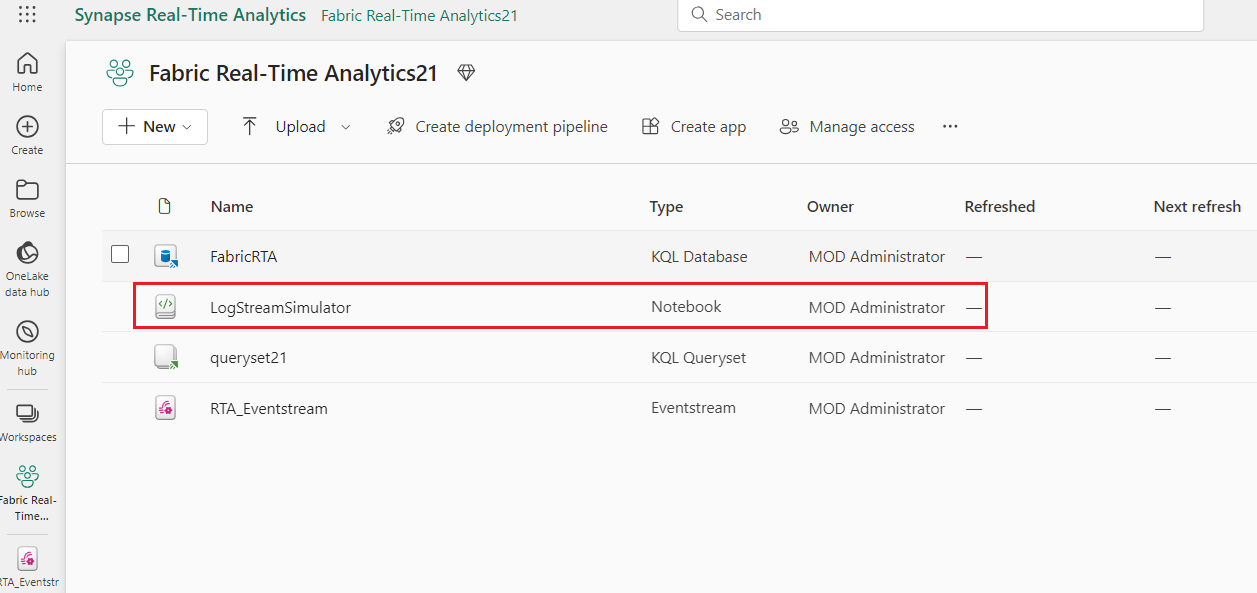 Synapse Real-Time Analytics Fabric Real-Time Analytics21
Search
Home
Create
Browse
OneLake
data hub
Monitoring
hub
Workspaces
Fabric Real-
Time...
RTA_Eventstr
Fabric Real-Time Analytics21
New Upload Create deployment pipeline Create app Manage access ...
Name Type Owner Refreshed Next refresh
FabricRTA KQL Database MOD Administrator — —
LogStreamSimulator Notebook MOD Administrator — —
queryset21 KQL Queryset MOD Administrator — —
RTA_Eventstream Eventstream MOD Administrator — —